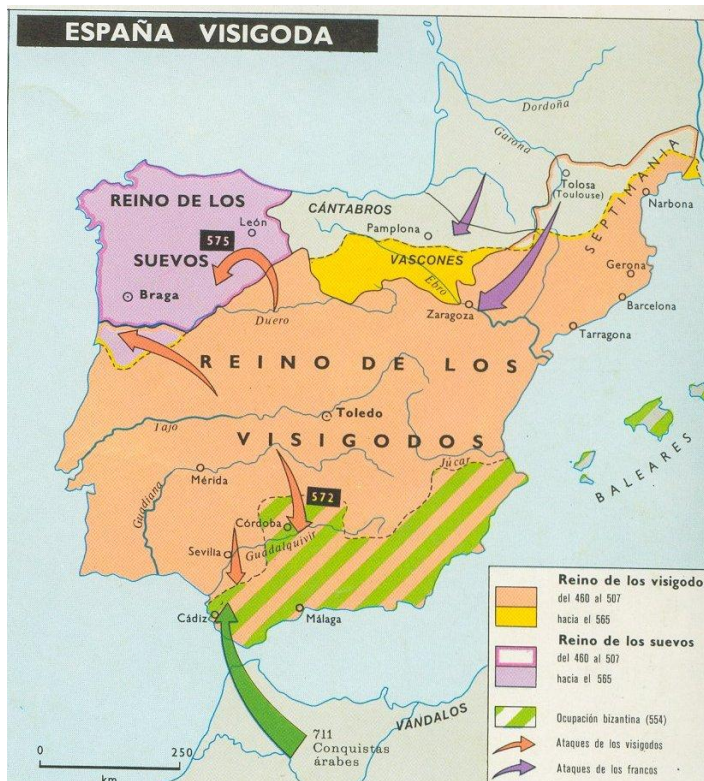 ESPAÑA VISIGODA
Dordoña
Garona
REINO DE LOS
SUEVOS
León
575
Braga
CÁNTABROS
Pamplona
VASCONES
Ebro
Tolosa
(Toulouse)
SEPTIMANIA
Narbona
Gerona
Barcelona
Zaragoza
Tarragona
Duero
REINO DE LOS
VISIGODOS
Toledo
Tajo
Júcar
BALEARES
Mérida
Guadiana
572
Córdoba
Guadalquivir
Sevilla
Cádiz
Málaga
711
Conquistas
árabes
VÁNDALOS
0 250
km
Reino de los visigodo
del 460 al 507
hacia el 565
Reino de los suevos
del 460 al 507
hacia el 565
Ocupación bizantina (554)
Ataques de los visigodos
Ataques de los francos